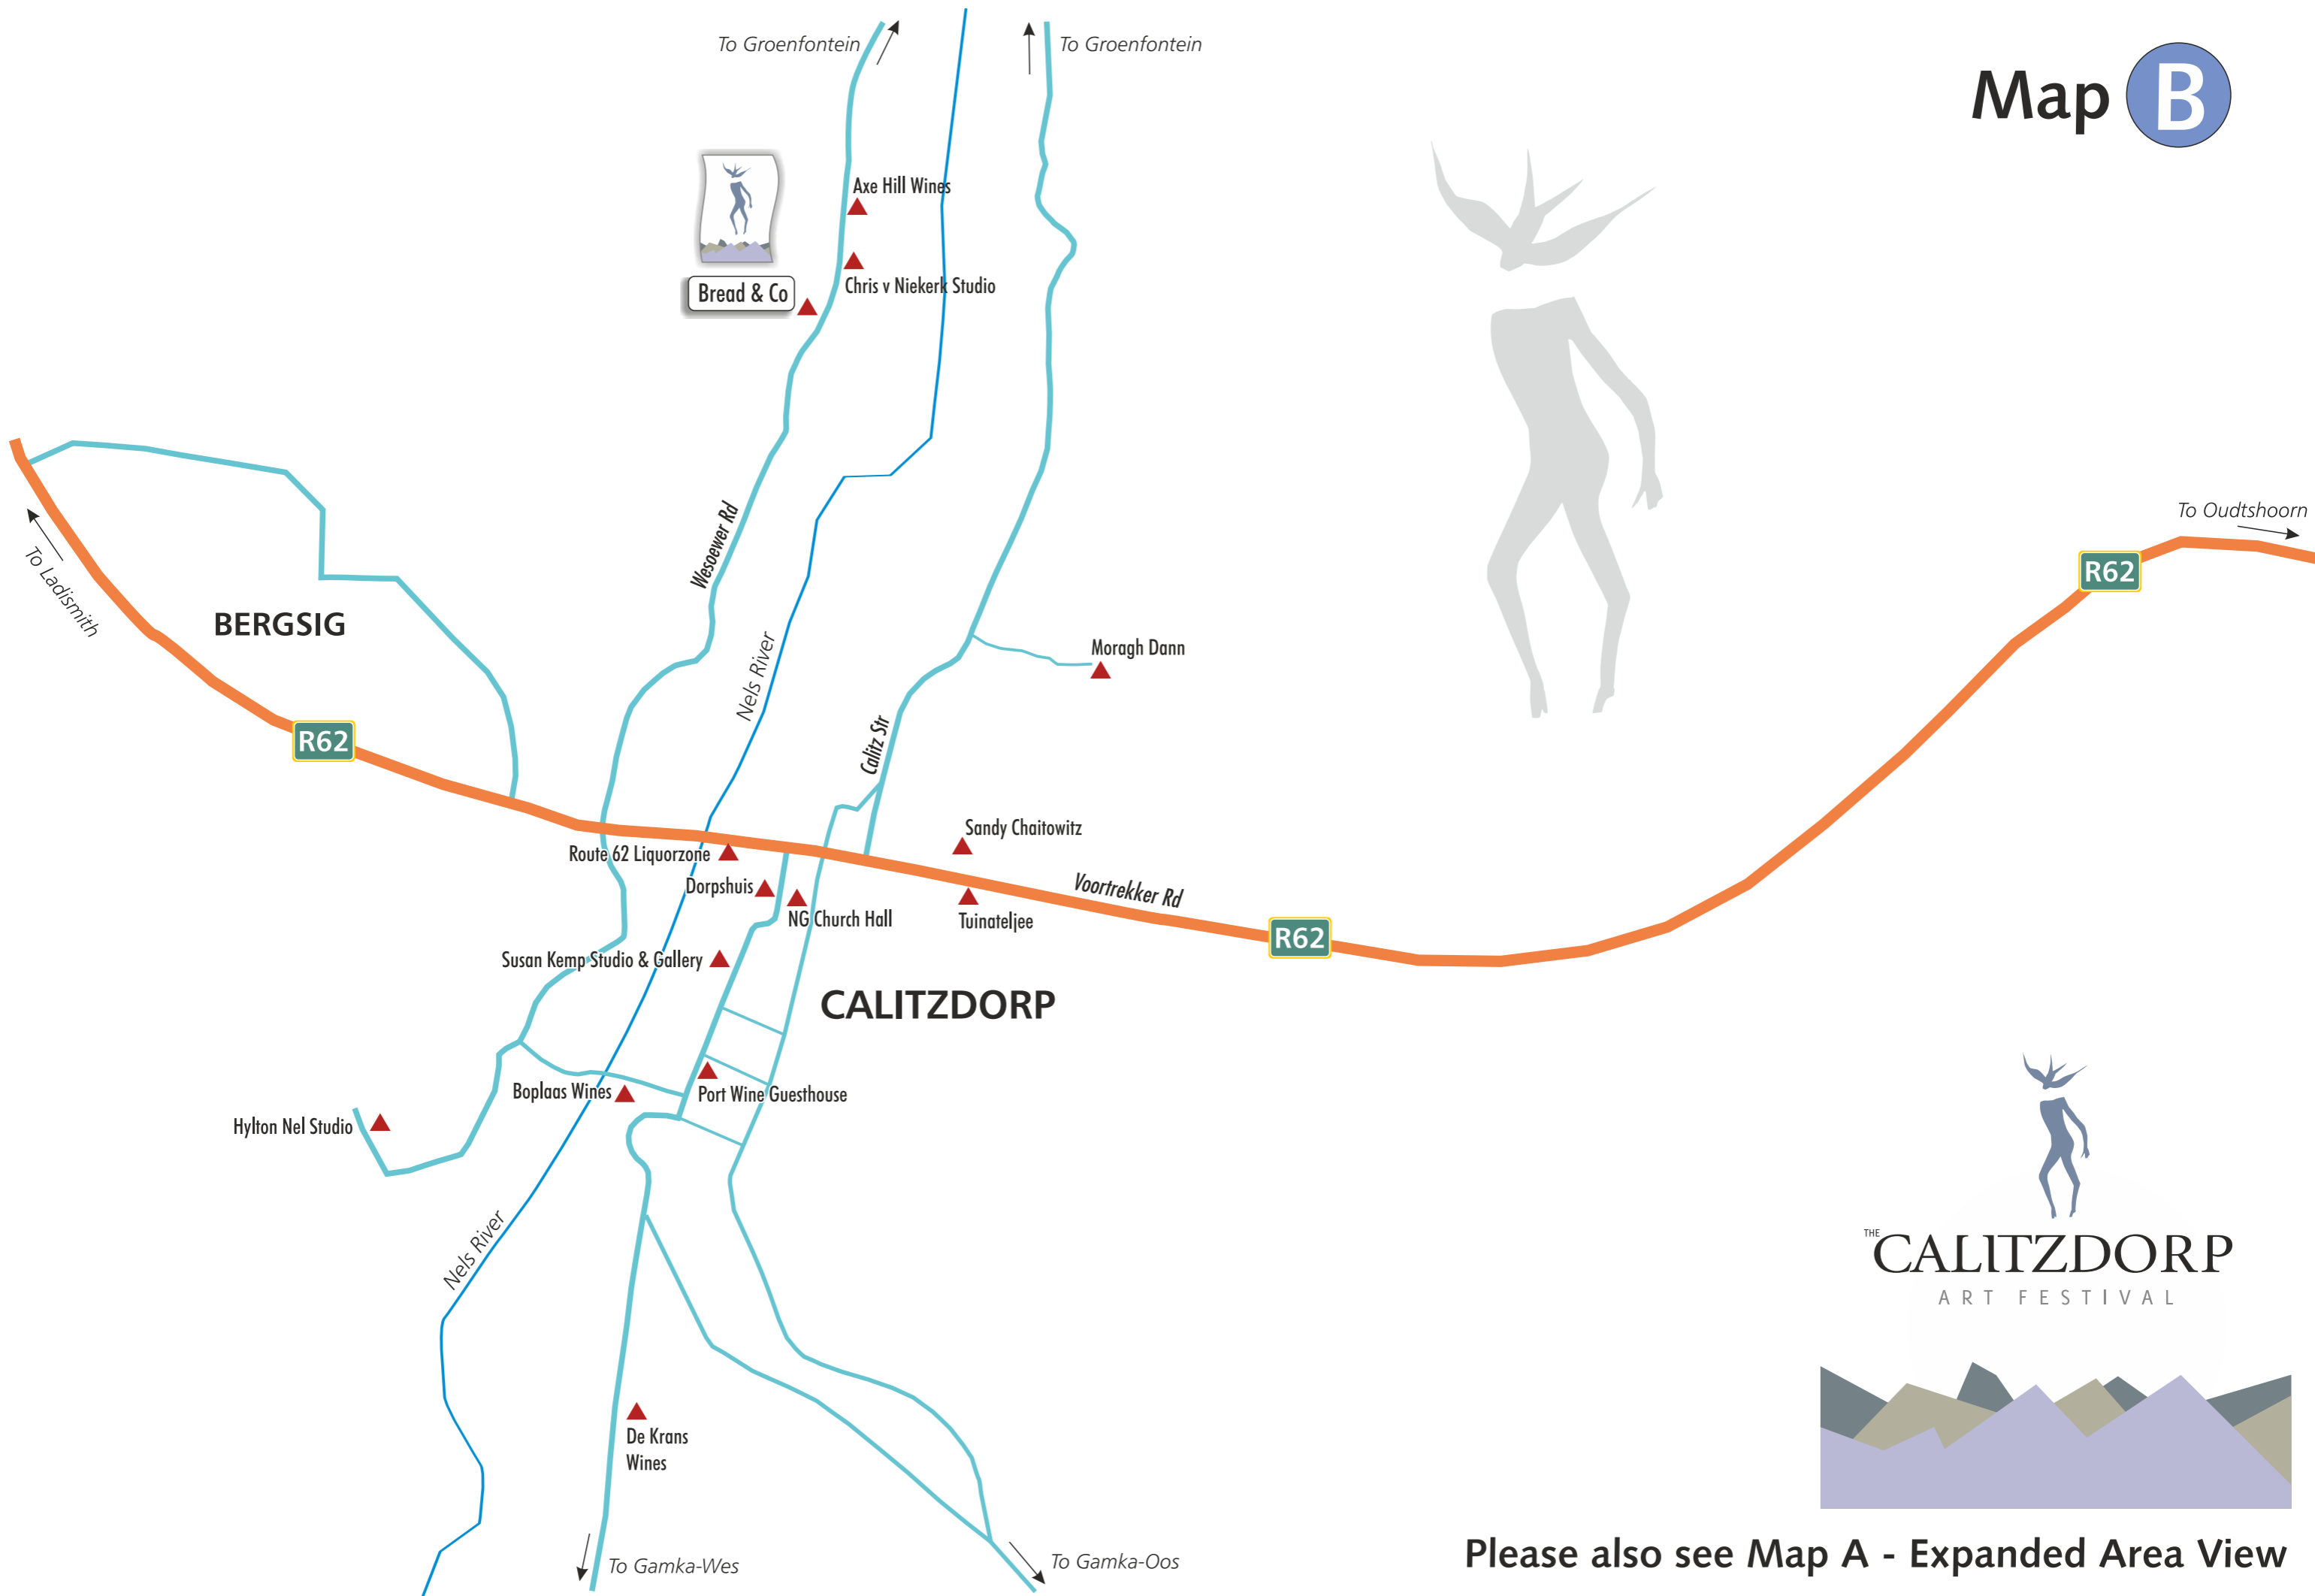 To Groenfontein
To Groenfontein
Map B
Axe Hill Wines
Chris v Niekerk Studio
Bread & Co
Wesoewer Rd
To Oudtshoorn
R62
To Ladismith
BERGSIG
Nels River
Moragh Dann
Calitz Str
R62
Sandy Chaitowitz
Route 62 Liquorzone
Dorpshuis
Voortrekker Rd
NG Church Hall
Tuinateljee
R62
Susan Kemp Studio & Gallery
CALITZDORP
Boplaas Wines
Port Wine Guesthouse
Hylton Nel Studio
Nels River
THE
CALITZDORP
ART FESTIVAL
De Krans
Wines
To Gamka-Wes
To Gamka-Oos
Please also see Map A - Expanded Area View